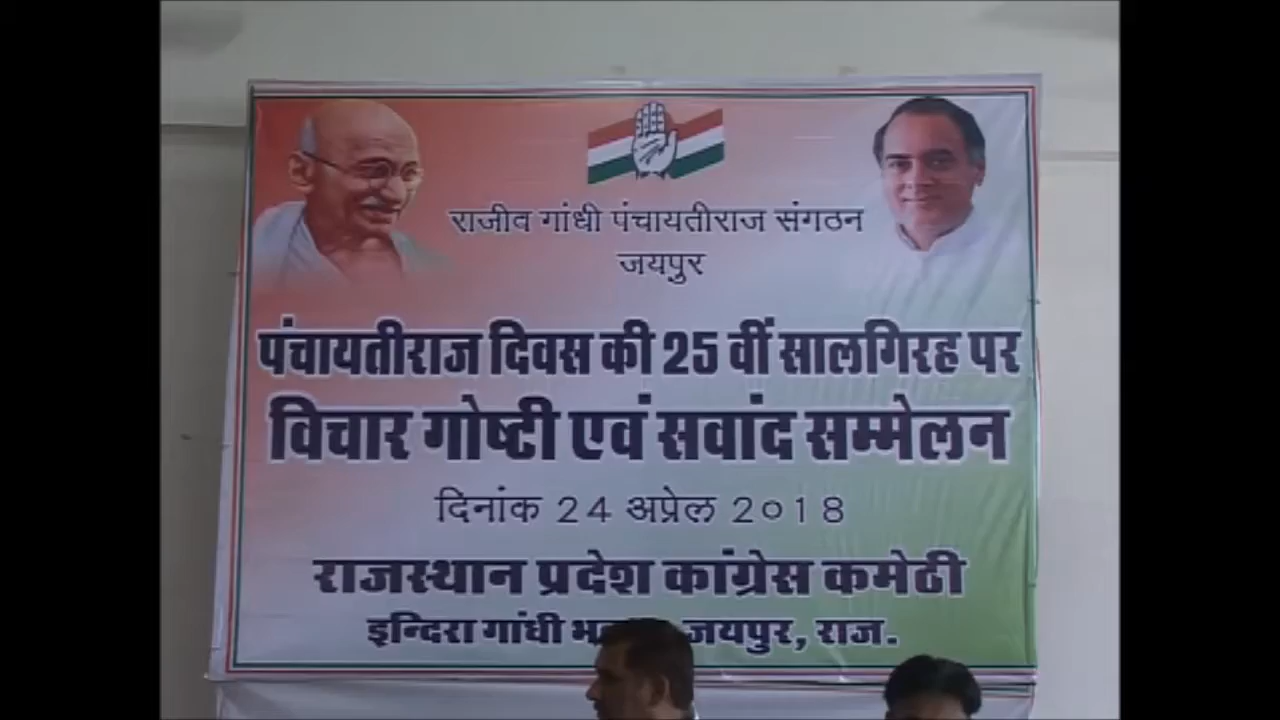 राजीव गांधी पंचायतीराज संगठन
जयपुर
पंचायतीराज दिवस की 25 वीं सालगिरह पर
विचार गोष्टी एवं सवांद सम्मेलन
दिनांक 24 अप्रेल 2018
राजस्थान प्रदेश कांग्रेस कमेठी
इन्दिरा गांधी जयपुर, राज.